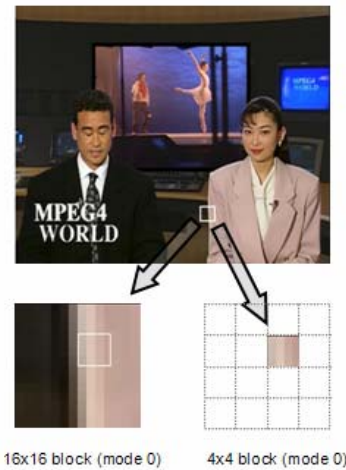 MPEG4
WORLD
MPEG4
WORLD
16x16 block (mode 0)
4x4 block (mode 0)